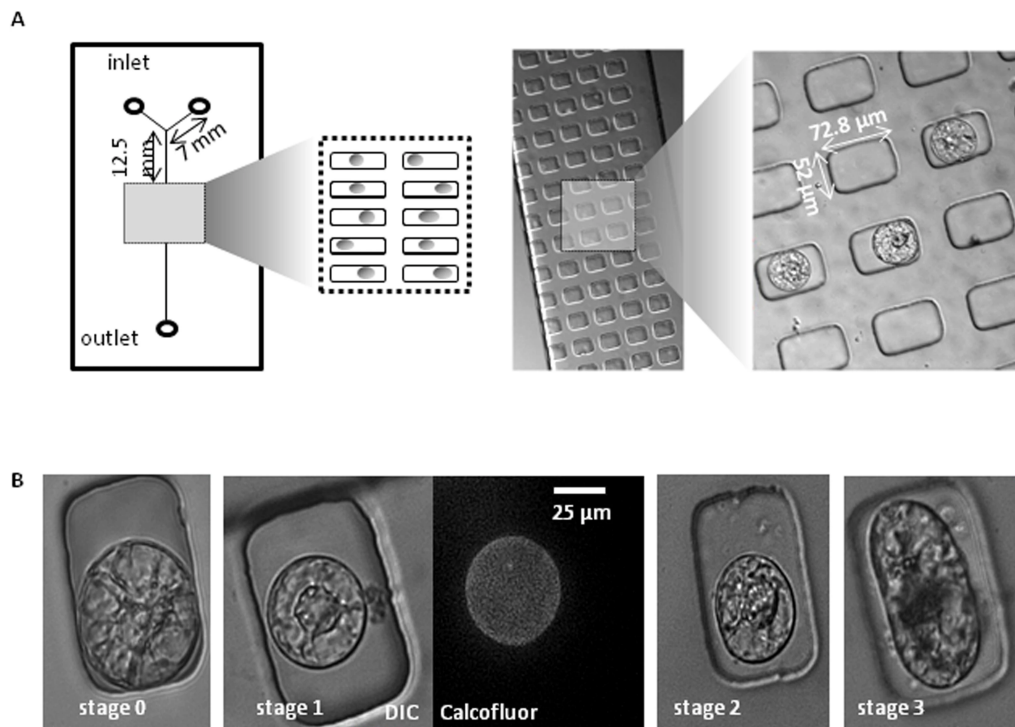 A
inlet
12.5
mm
7 mm
outlet
72.8 µm
52 µm
B
25 µm
stage 0
stage 1
DIC
Calcofluor
stage 2
stage 3